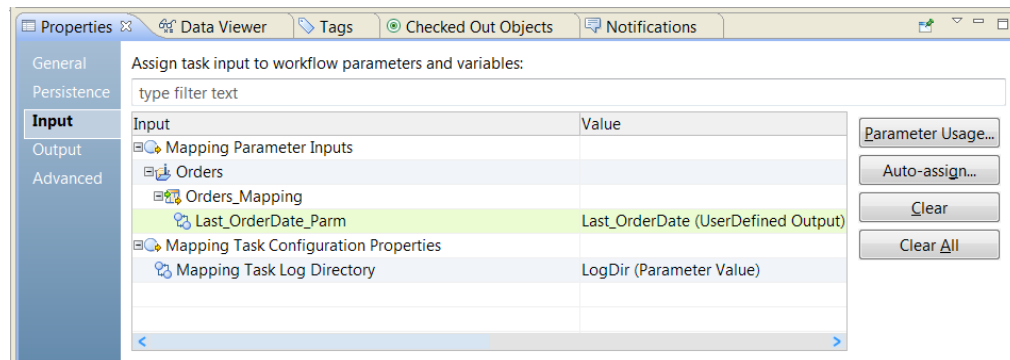 Properties Data Viewer Tags Checked Out Objects Notifications
General
Persistence
Input
Output
Advanced
Assign task input to workflow parameters and variables:
type filter text
Input Value
Mapping Parameter Inputs
Orders
Orders_Mapping
Last_OrderDate_Parm Last_OrderDate (UserDefined Output)
Mapping Task Configuration Properties
Mapping Task Log Directory LogDir (Parameter Value)
Parameter Usage...
Auto-assign...
Clear
Clear All